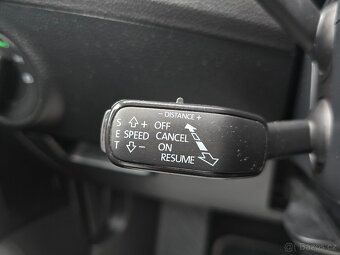 − DISTANCE +
S + OFF
E SPEED CANCEL
T − ON
RESUME